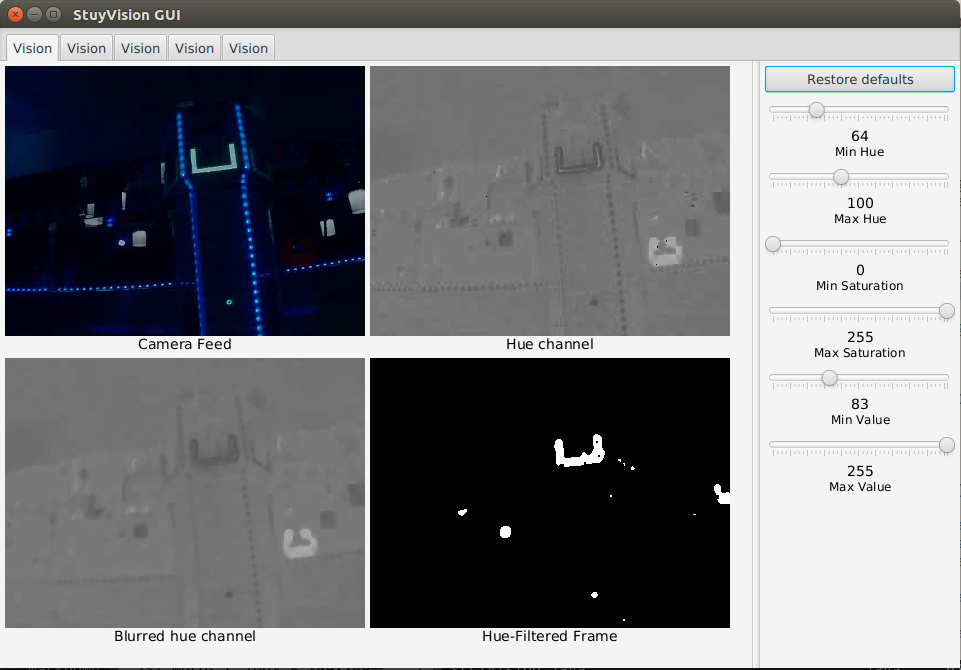 StuyVision GUI
Vision Vision Vision Vision Vision
Camera Feed
Hue channel
Blurred hue channel
Hue-Filtered Frame
Restore defaults
64
Min Hue
100
Max Hue
0
Min Saturation
255
Max Saturation
83
Min Value
255
Max Value